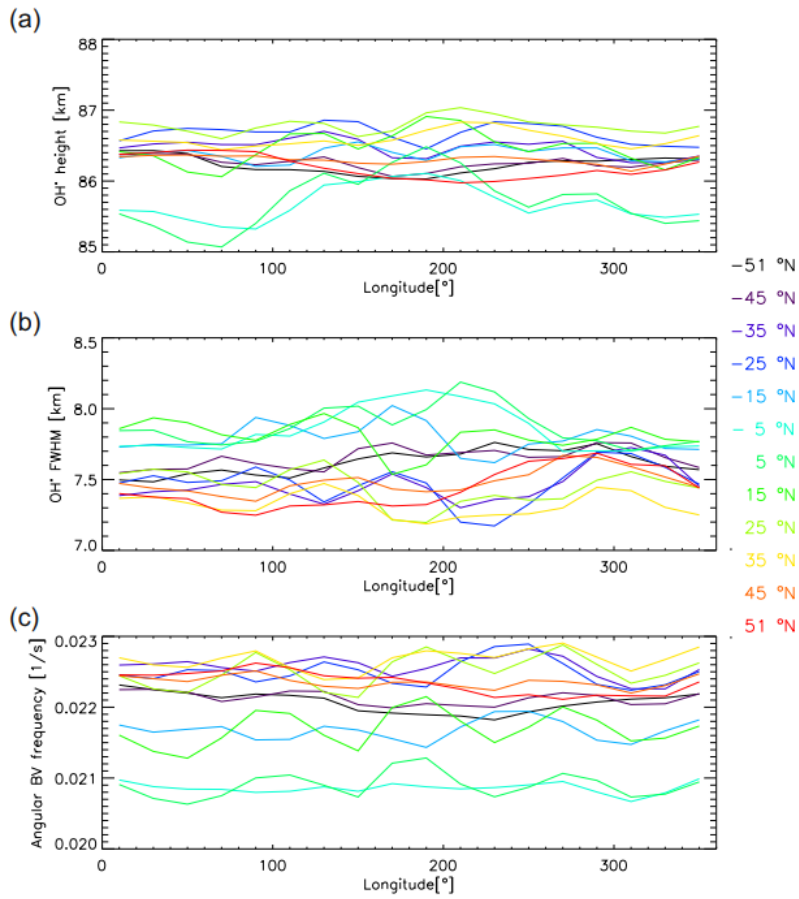 (a)
88
87
86
85
OH* height [km]
0
100
200
300
Longitude[°]
(b)
8.5
8.0
7.5
7.0
OH* FWHM [km]
0
100
200
300
Longitude[°]
(c)
0.023
0.022
0.021
0.020
Angular BV frequency [1/s]
0
100
200
300
Longitude[°]
-51 °N
-45 °N
-35 °N
-25 °N
-15 °N
- 5 °N
5 °N
15 °N
25 °N
35 °N
45 °N
51 °N